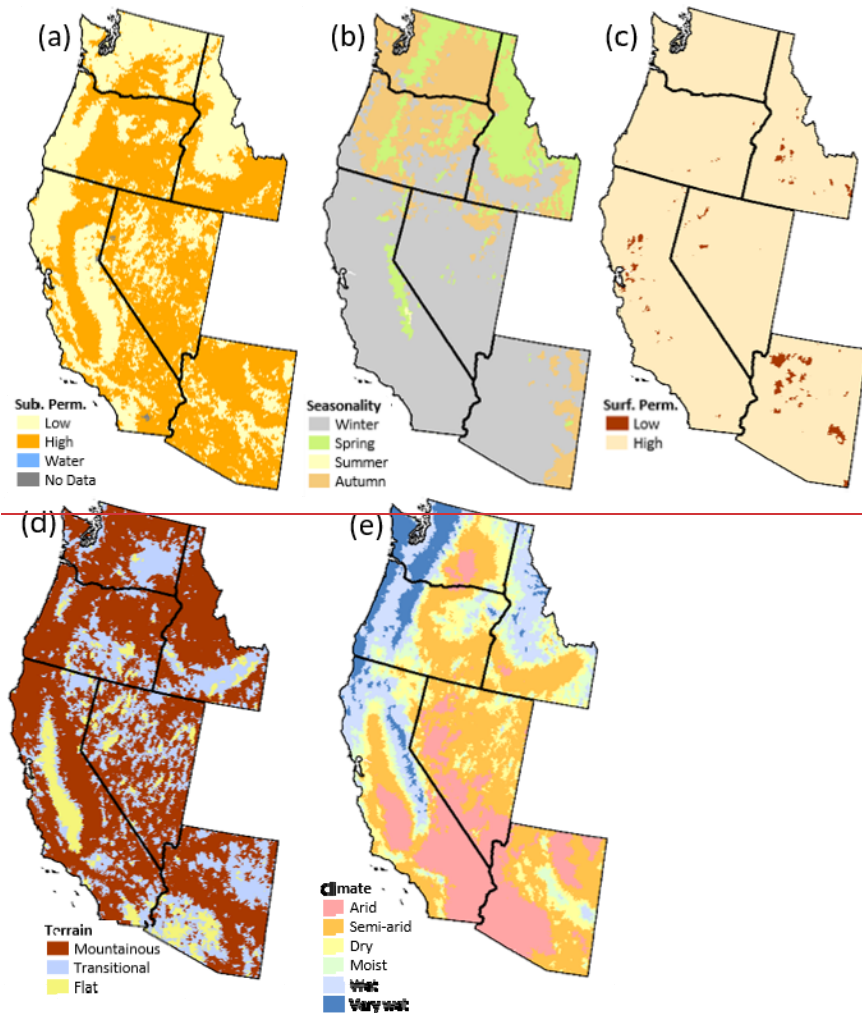 (a)
(b)
(c)
Sub. Perm.
Low
High
Water
No Data
Seasonality
Winter
Spring
Summer
Autumn
Surf. Perm.
Low
High
(d)
(e)
Terrain
Mountainous
Transitional
Flat
Climate
Arid
Semi-arid
Dry
Moist
Wet
Very wet